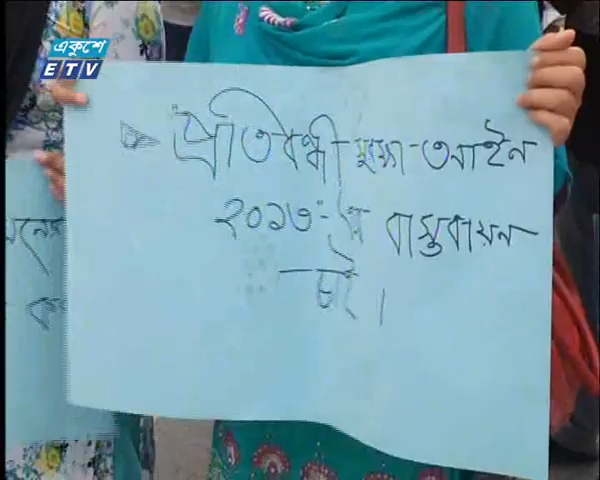 একুশে
ETV
প্রতিবন্ধী সুরক্ষা আইন
২০১৩ এর বাস্তবায়ন
চাই।